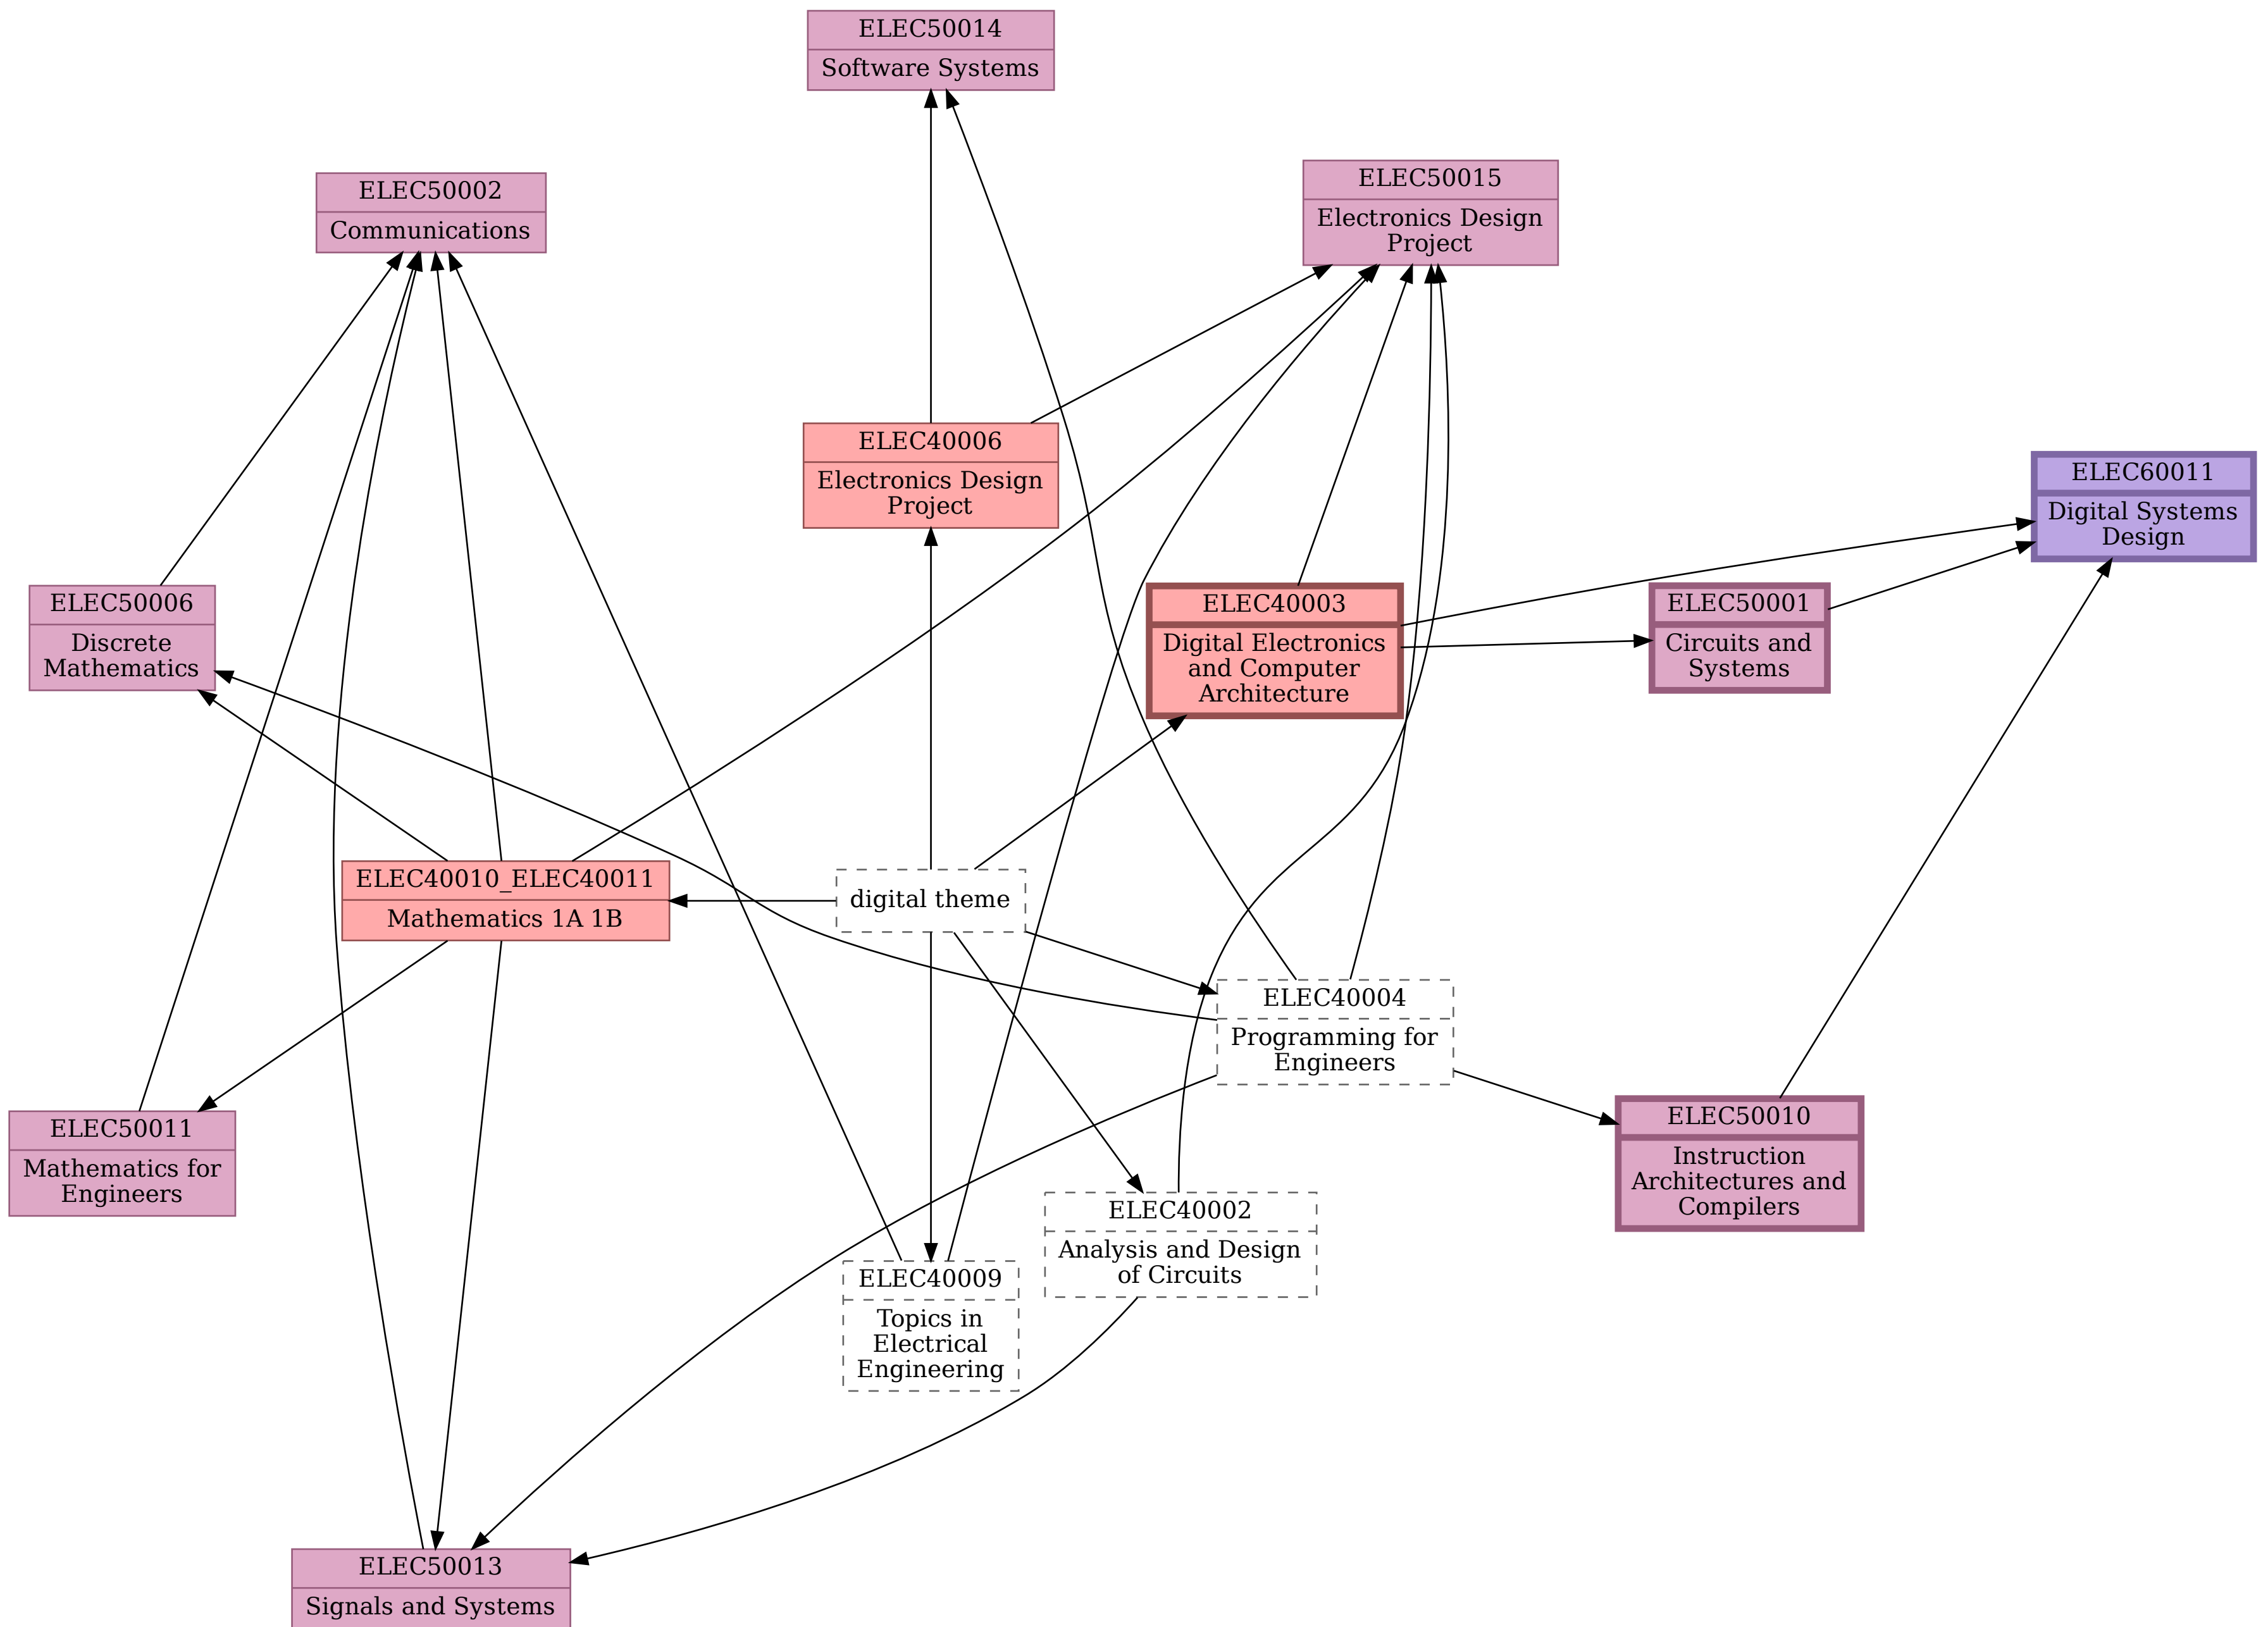 ELEC50014
Software Systems
ELEC50002
Communications
ELEC50015
Electronics Design
Project
ELEC40006
Electronics Design
Project
ELEC60011
Digital Systems
Design
ELEC50006
Discrete
Mathematics
ELEC40003
Digital Electronics
and Computer
Architecture
ELEC50001
Circuits and
Systems
ELEC40010_ELEC40011
Mathematics 1A 1B
digital theme
ELEC40004
Programming for
Engineers
ELEC50011
Mathematics for
Engineers
ELEC50010
Instruction
Architectures and
Compilers
ELEC40002
Analysis and Design
of Circuits
ELEC40009
Topics in
Electrical
Engineering
ELEC50013
Signals and Systems